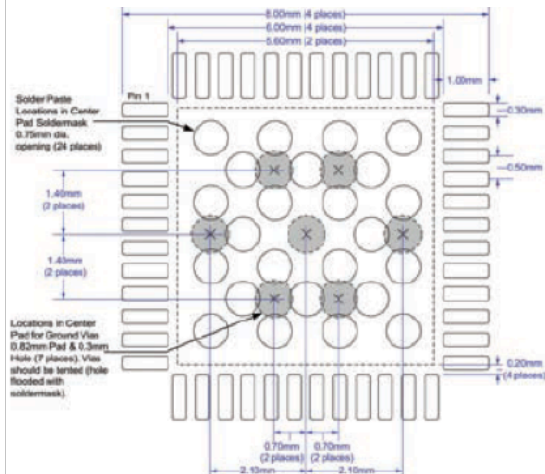 8.00mm (4 places)
6.00mm (4 places)
5.60mm (2 places)
1.00mm
Pin 1
Solder Paste
Locations in Center
Pad Soldermask
0.75mm dia.
opening (24 places)
0.30mm
0.50mm
1.40mm
(2 places)
1.40mm
(2 places)
Locations in Center
Pad for Ground Vias
0.82mm Pad & 0.3mm
Hole (7 places). Vias
should be tented (hole
flooded with
soldermask).
0.20mm
(4 places)
0.70mm
(2 places)
0.70mm
(2 places)
2.10mm
2.10mm